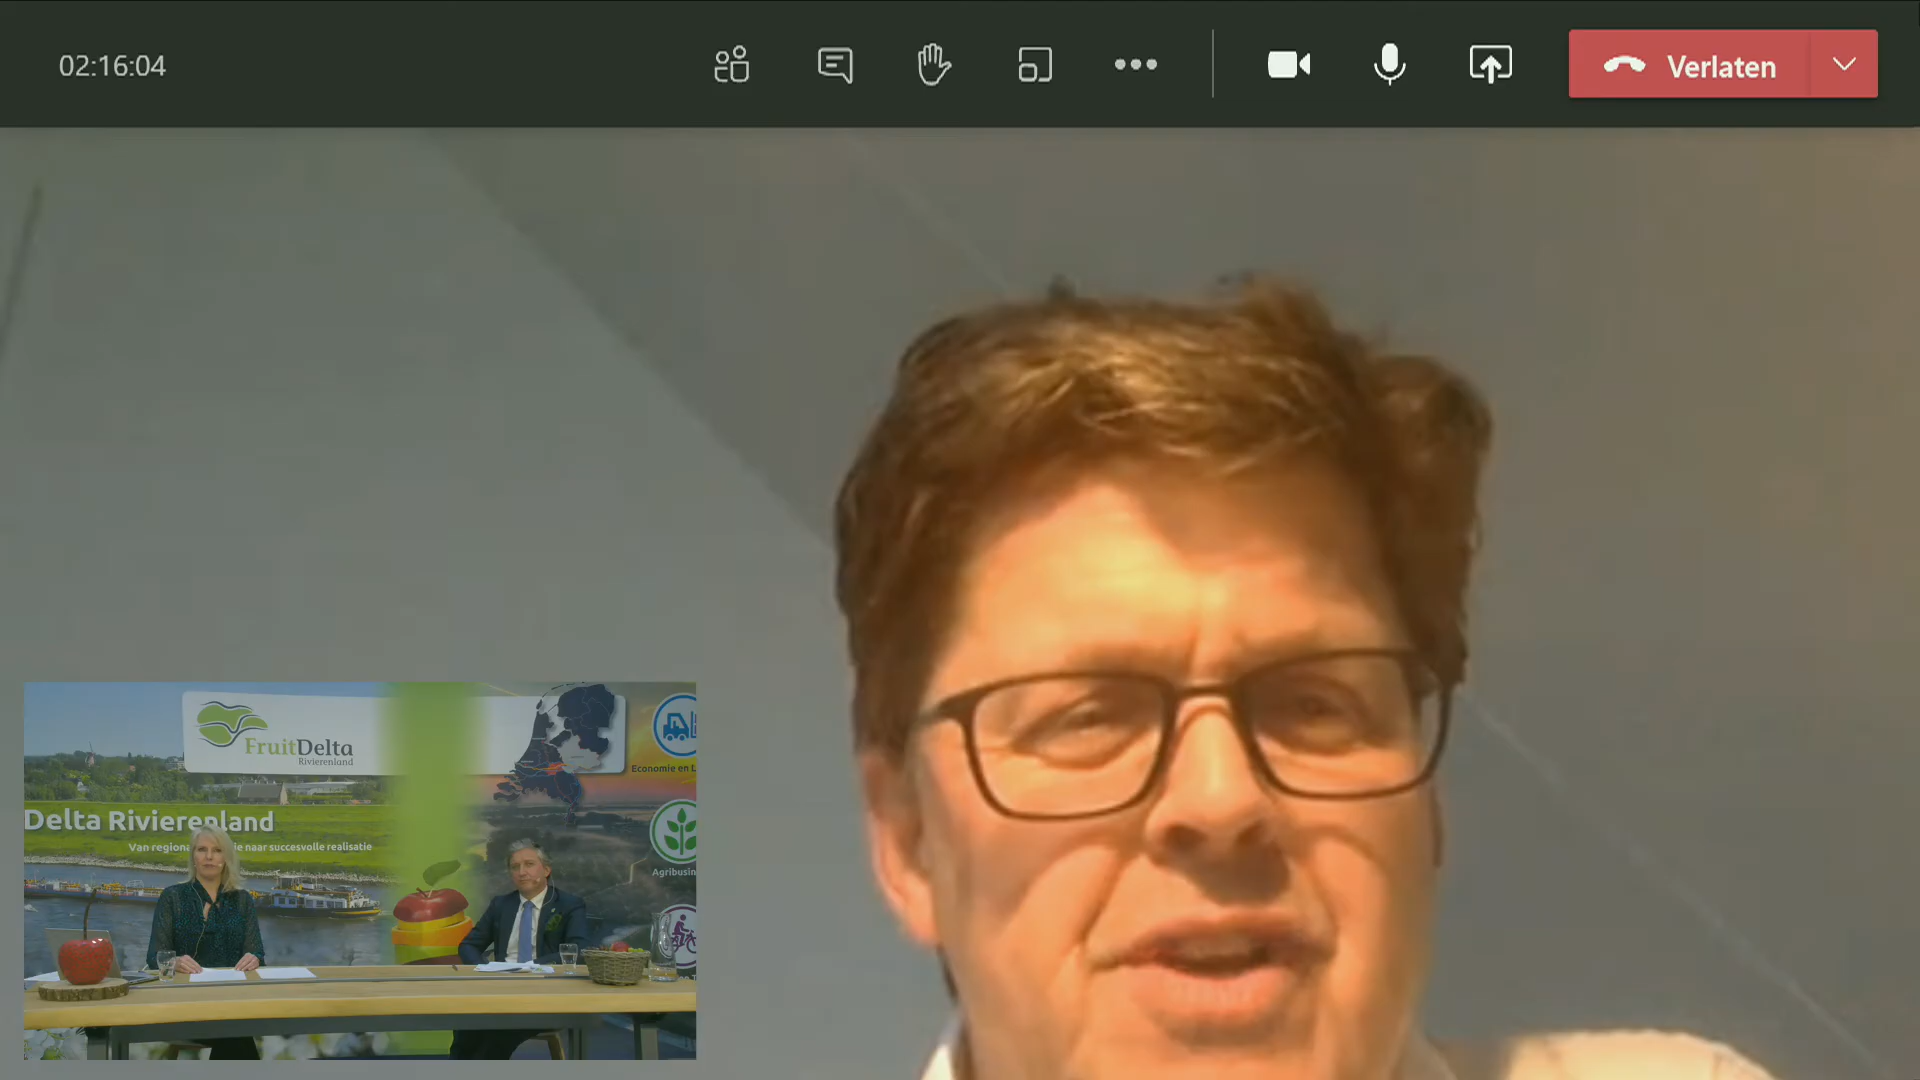 02:16:04
Verlaten
FruitDelta
Rivierenland
Economie en L
Delta Rivierenland
Van regiona ie naar succesvolle realisatie
Agribusin